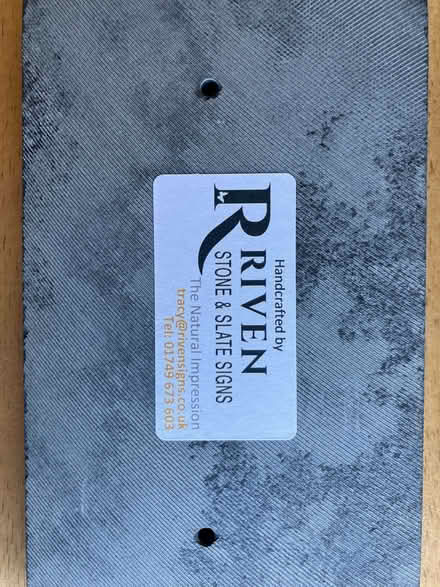 Handcrafted by
R RIVEN
STONE & SLATE SIGNS
The Natural Impression
tracy@rivensigns.co.uk
Tel: 01749 673 603